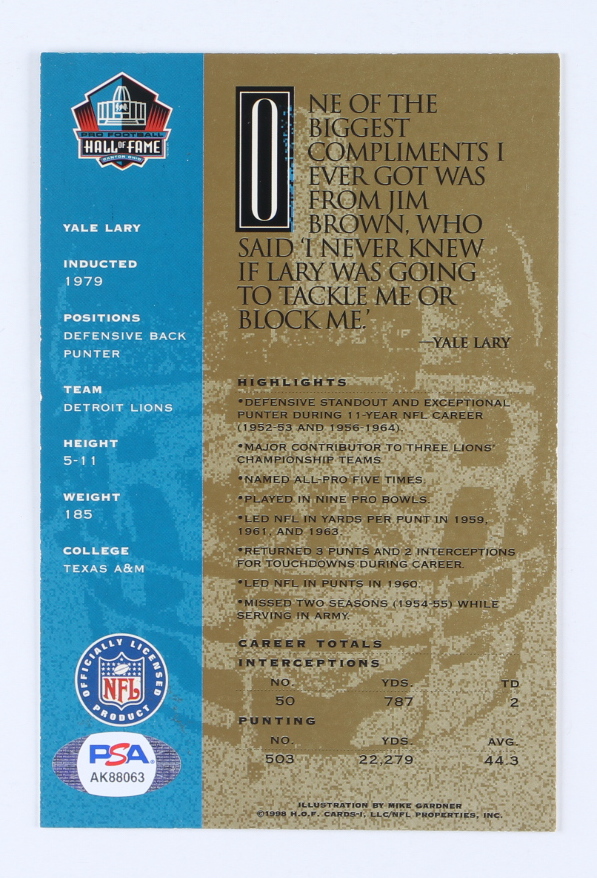 PRO FOOTBALL
HALL OF FAME
CANTON OHIO
YALE LARY
INDUCTED
1979
POSITIONS
DEFENSIVE BACK
PUNTER
TEAM
DETROIT LIONS
HEIGHT
5-11
WEIGHT
185
COLLEGE
TEXAS A&M
OFFICIALLY LICENSED
NFL
PRODUCT
PSA
AK88063
ONE OF THE
BIGGEST
COMPLIMENTS I
EVER GOT WAS
FROM JIM
BROWN, WHO
SAID 'I NEVER KNEW
IF LARY WAS GOING
TO TACKLE ME OR
BLOCK ME.'
—YALE LARY
HIGHLIGHTS
•DEFENSIVE STANDOUT AND EXCEPTIONAL
PUNTER DURING 11-YEAR NFL CAREER
(1952-53 AND 1956-1964).
•MAJOR CONTRIBUTOR TO THREE LIONS'
CHAMPIONSHIP TEAMS.
•NAMED ALL-PRO FIVE TIMES.
•PLAYED IN NINE PRO BOWLS.
•LED NFL IN YARDS PER PUNT IN 1959,
1961, AND 1963.
•RETURNED 3 PUNTS AND 2 INTERCEPTIONS
FOR TOUCHDOWNS DURING CAREER.
•LED NFL IN PUNTS IN 1960.
•MISSED TWO SEASONS (1954-55) WHILE
SERVING IN ARMY.
CAREER TOTALS
INTERCEPTIONS
NO. YDS. TD
50 787 2
PUNTING
NO. YDS. AVG.
503 22,279 44.3
ILLUSTRATION BY MIKE GARDNER
©1998 H.O.F. CARDS-I, LLC/NFL PROPERTIES, INC.